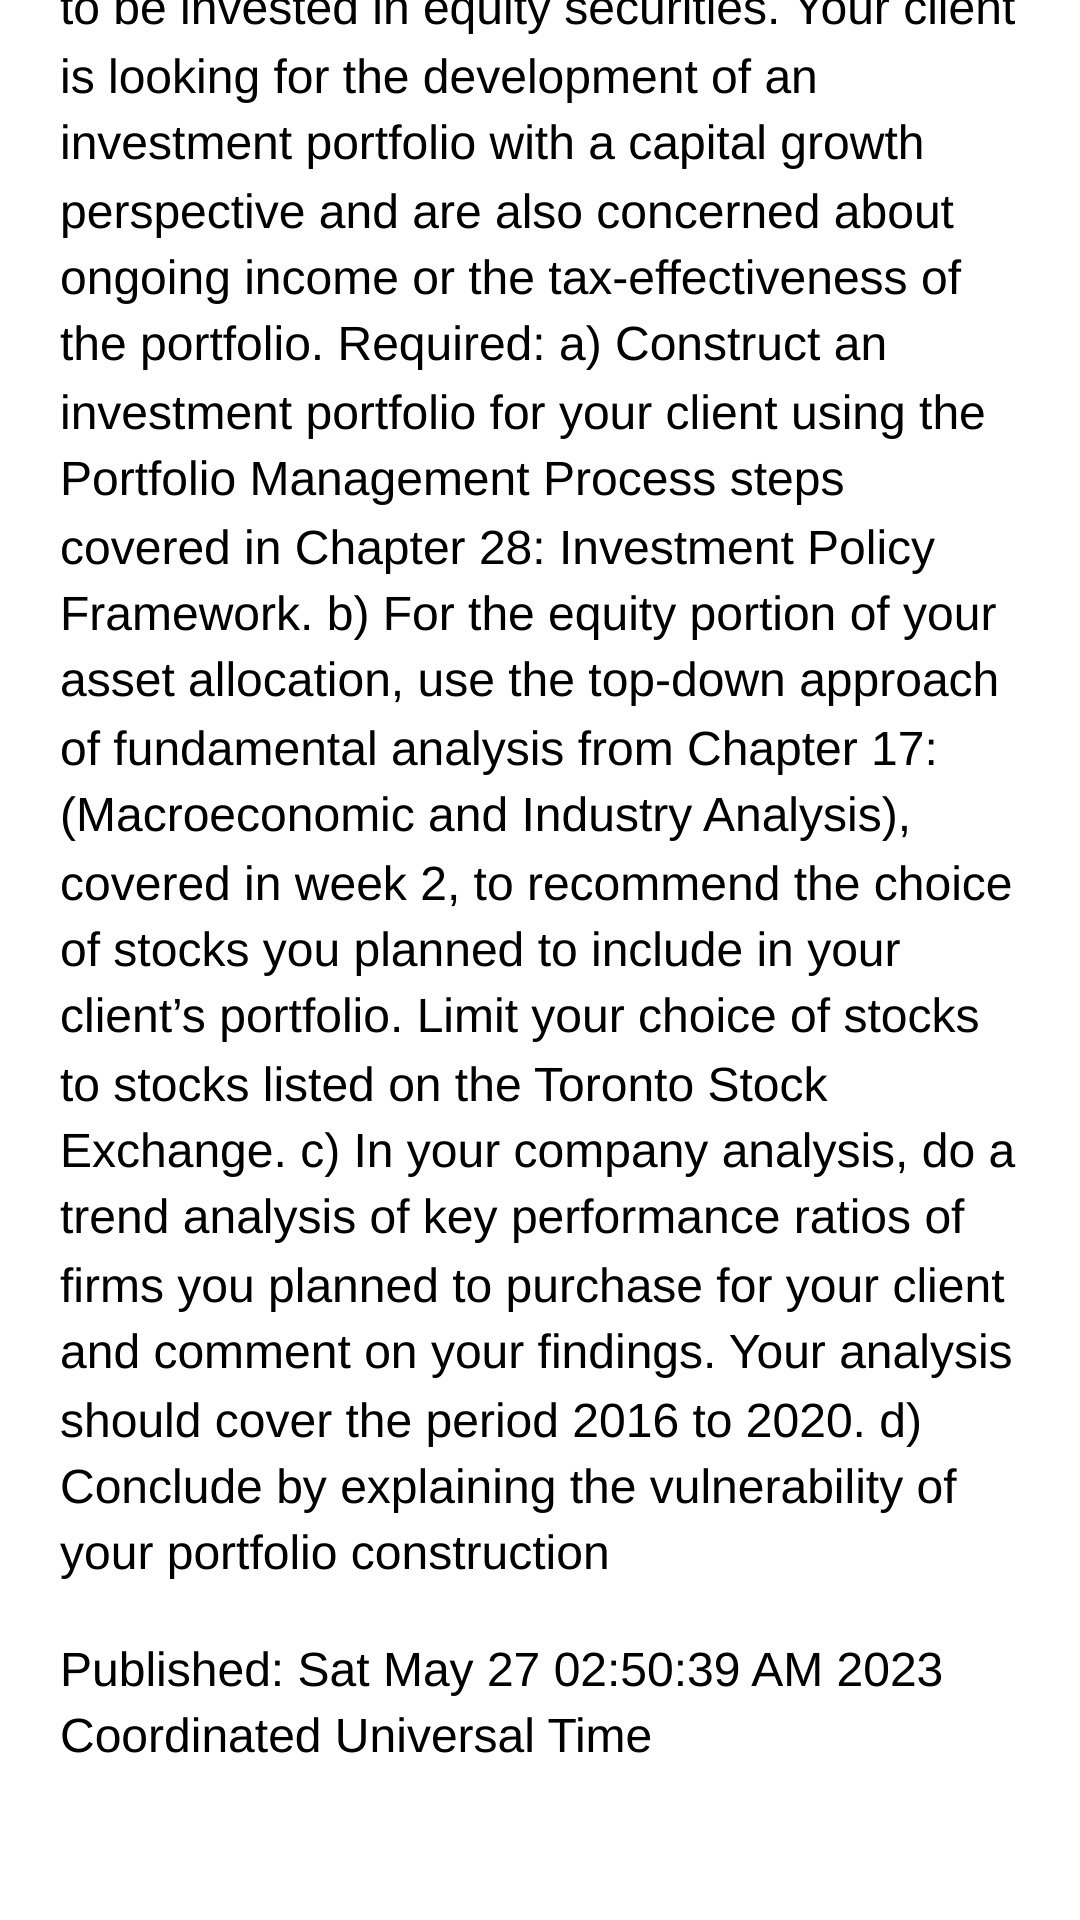 to be invested in equity securities. Your client
is looking for the development of an
investment portfolio with a capital growth
perspective and are also concerned about
ongoing income or the tax-effectiveness of
the portfolio. Required: a) Construct an
investment portfolio for your client using the
Portfolio Management Process steps
covered in Chapter 28: Investment Policy
Framework. b) For the equity portion of your
asset allocation, use the top-down approach
of fundamental analysis from Chapter 17:
(Macroeconomic and Industry Analysis),
covered in week 2, to recommend the choice
of stocks you planned to include in your
client’s portfolio. Limit your choice of stocks
to stocks listed on the Toronto Stock
Exchange. c) In your company analysis, do a
trend analysis of key performance ratios of
firms you planned to purchase for your client
and comment on your findings. Your analysis
should cover the period 2016 to 2020. d)
Conclude by explaining the vulnerability of
your portfolio construction
Published: Sat May 27 02:50:39 AM 2023
Coordinated Universal Time